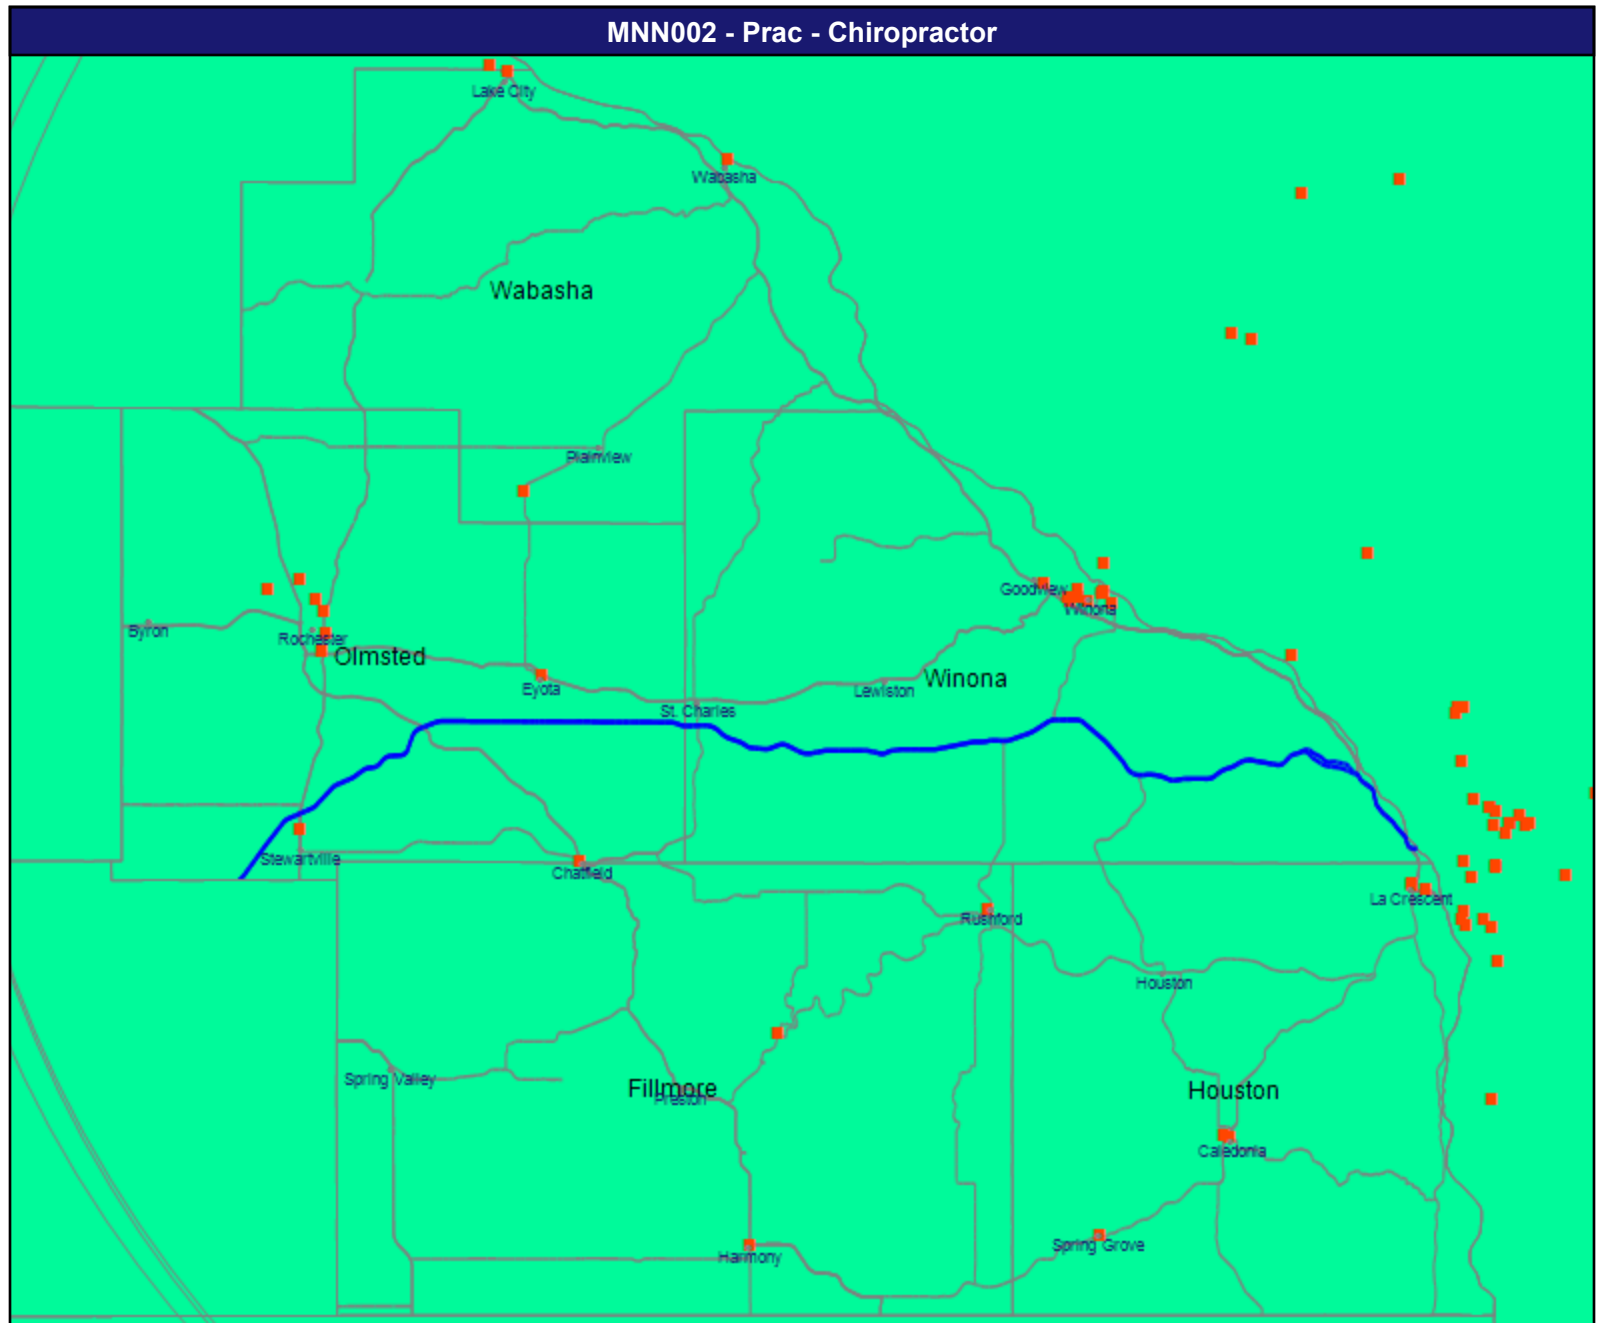 MNN002 - Prac - Chiropractor
Lake City
Wabasha
Wabasha
Plainview
Goodview
Winona
Byron
Rochester
Olmsted
Eyota
Lewiston
Winona
St. Charles
Stewartville
Chatfield
La Crescent
Rushford
Houston
Spring Valley
Fillmore
Preston
Houston
Caledonia
Harmony
Spring Grove